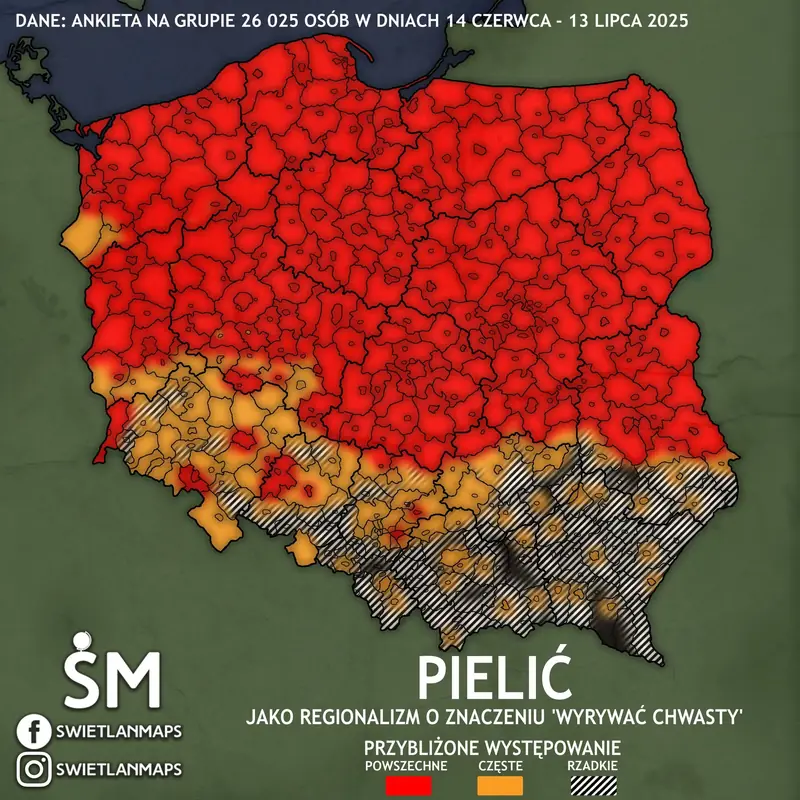 DANE: ANKIETA NA GRUPIE 26 025 OSÓB W DNIACH 14 CZERWCA - 13 LIPCA 2025
ŚM
SWIETLANMAPS
SWIETLANMAPS
PIELIĆ
JAKO REGIONALIZM O ZNACZENIU 'WYRYWAĆ CHWASTY'
PRZYBLIŻONE WYSTĘPOWANIE
POWSZECHNE CZĘSTE RZADKIE